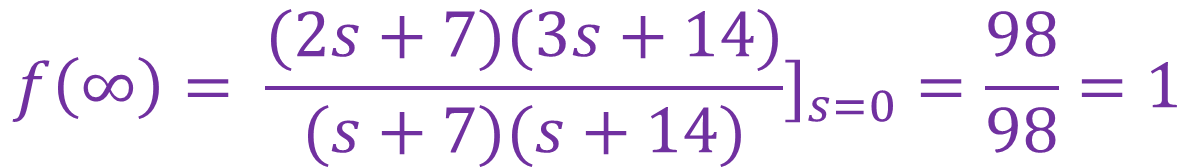 f(∞) = (2s + 7)(3s + 14) / (s + 7)(s + 14) ]s=0 = 98 / 98 = 1